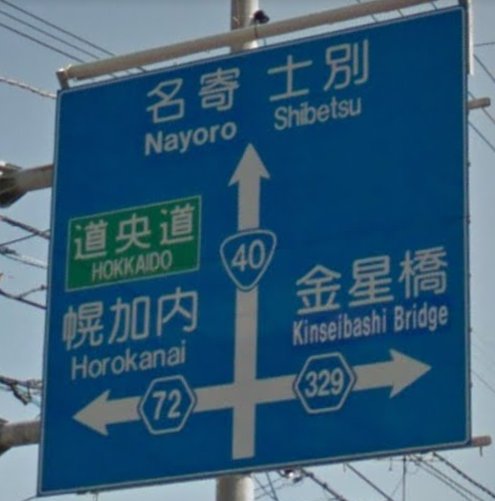 名寄 士別
Nayoro Shibetsu
道央道
HOKKAIDO
40
幌加内
Horokanai
金星橋
Kinseibashi Bridge
72
329